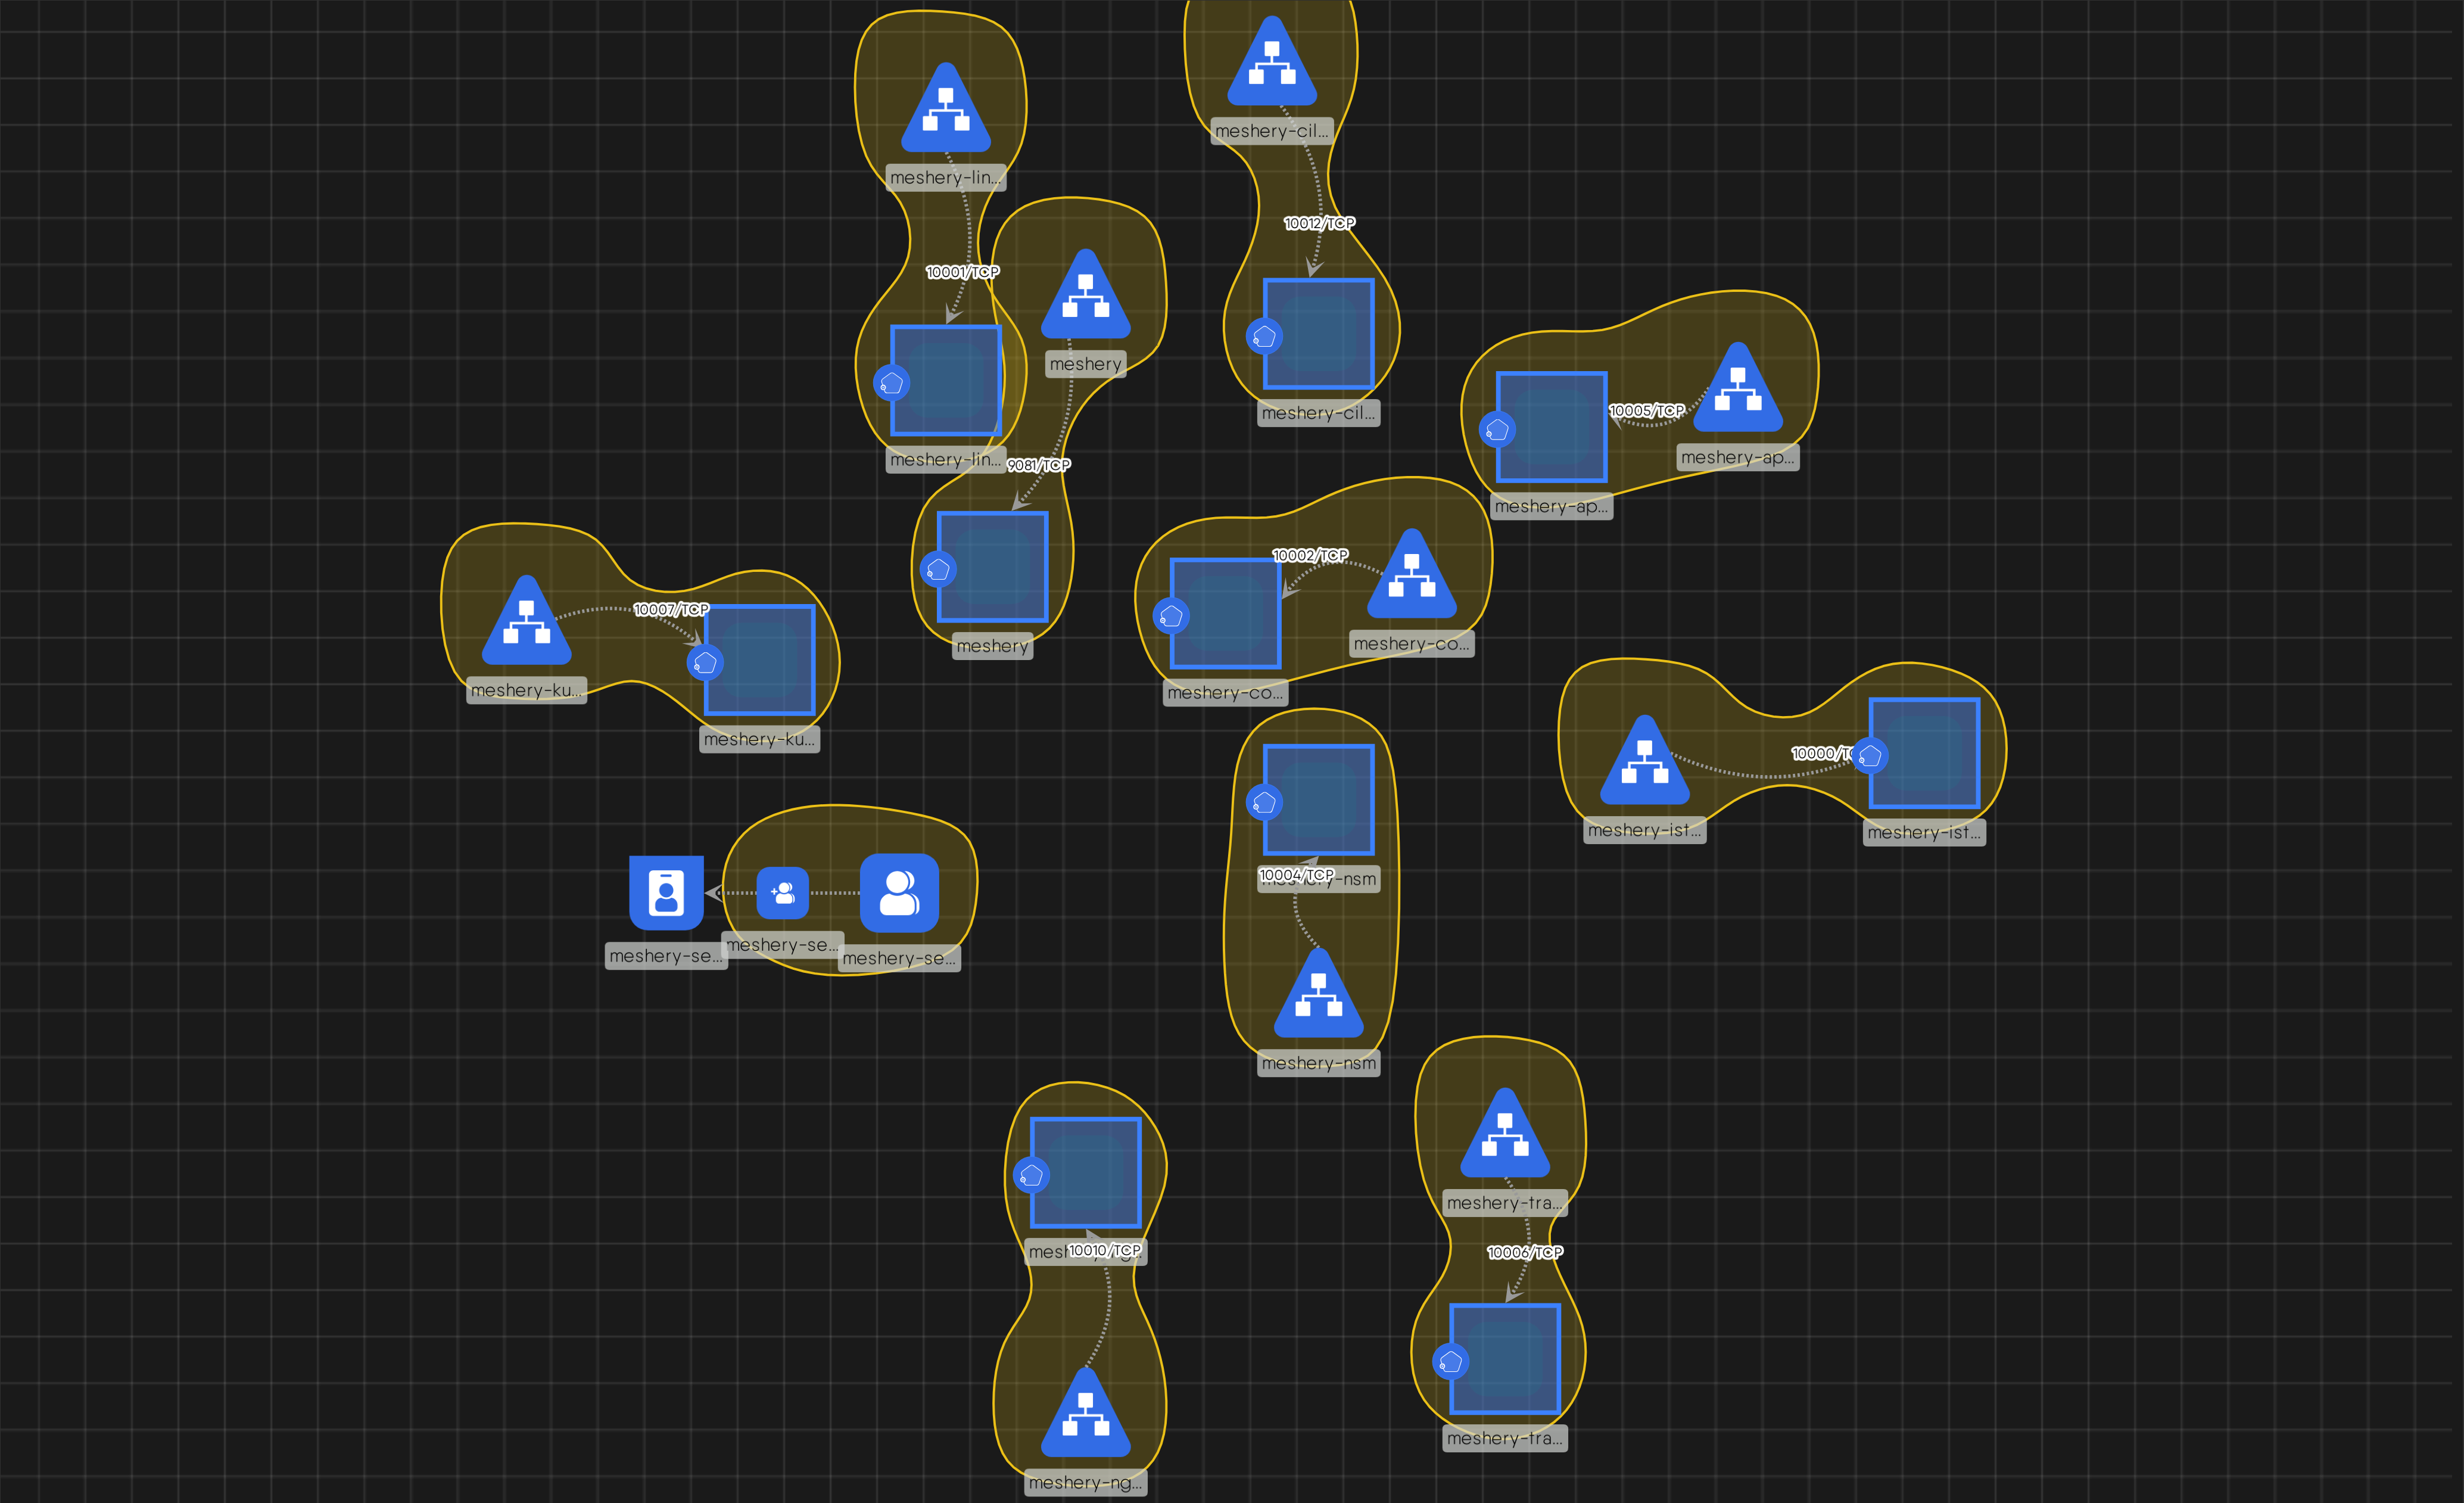 meshery-cil...
meshery-lin...
10012/TCP
10001/TCP
meshery
meshery-cil...
10005/TCP
meshery-ap...
meshery-lin...
9081/TCP
meshery-ap...
10002/TCP
10007/TCP
meshery
meshery-co...
meshery-ku...
meshery-co...
meshery-ku...
10000/TC
meshery-ist...
meshery-ist...
10004/TCP
meshery-nsm
meshery-se...
meshery-se...
meshery-se...
meshery-nsm
meshery-tra...
10010/TCP
10006/TCP
meshery-tra...
meshery-ng...